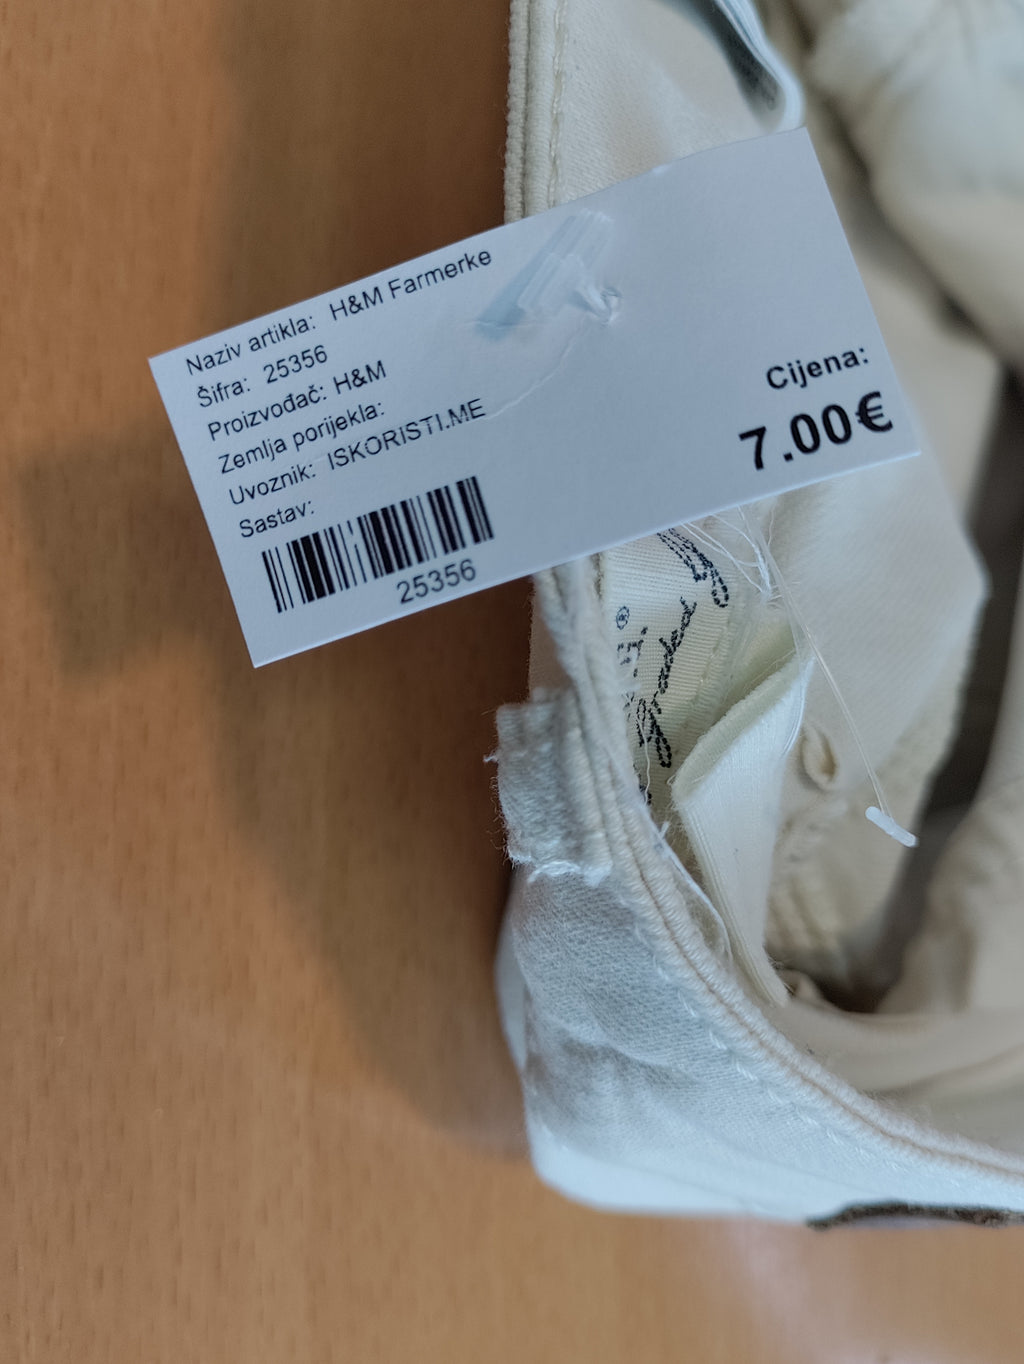 Naziv artikla: H&M Farmerke
Šifra: 25356
Proizvođač: H&M
Zemlja porijekla:
Uvoznik: ISKORISTI.ME
Sastav:
25356
Cijena:
7.00€